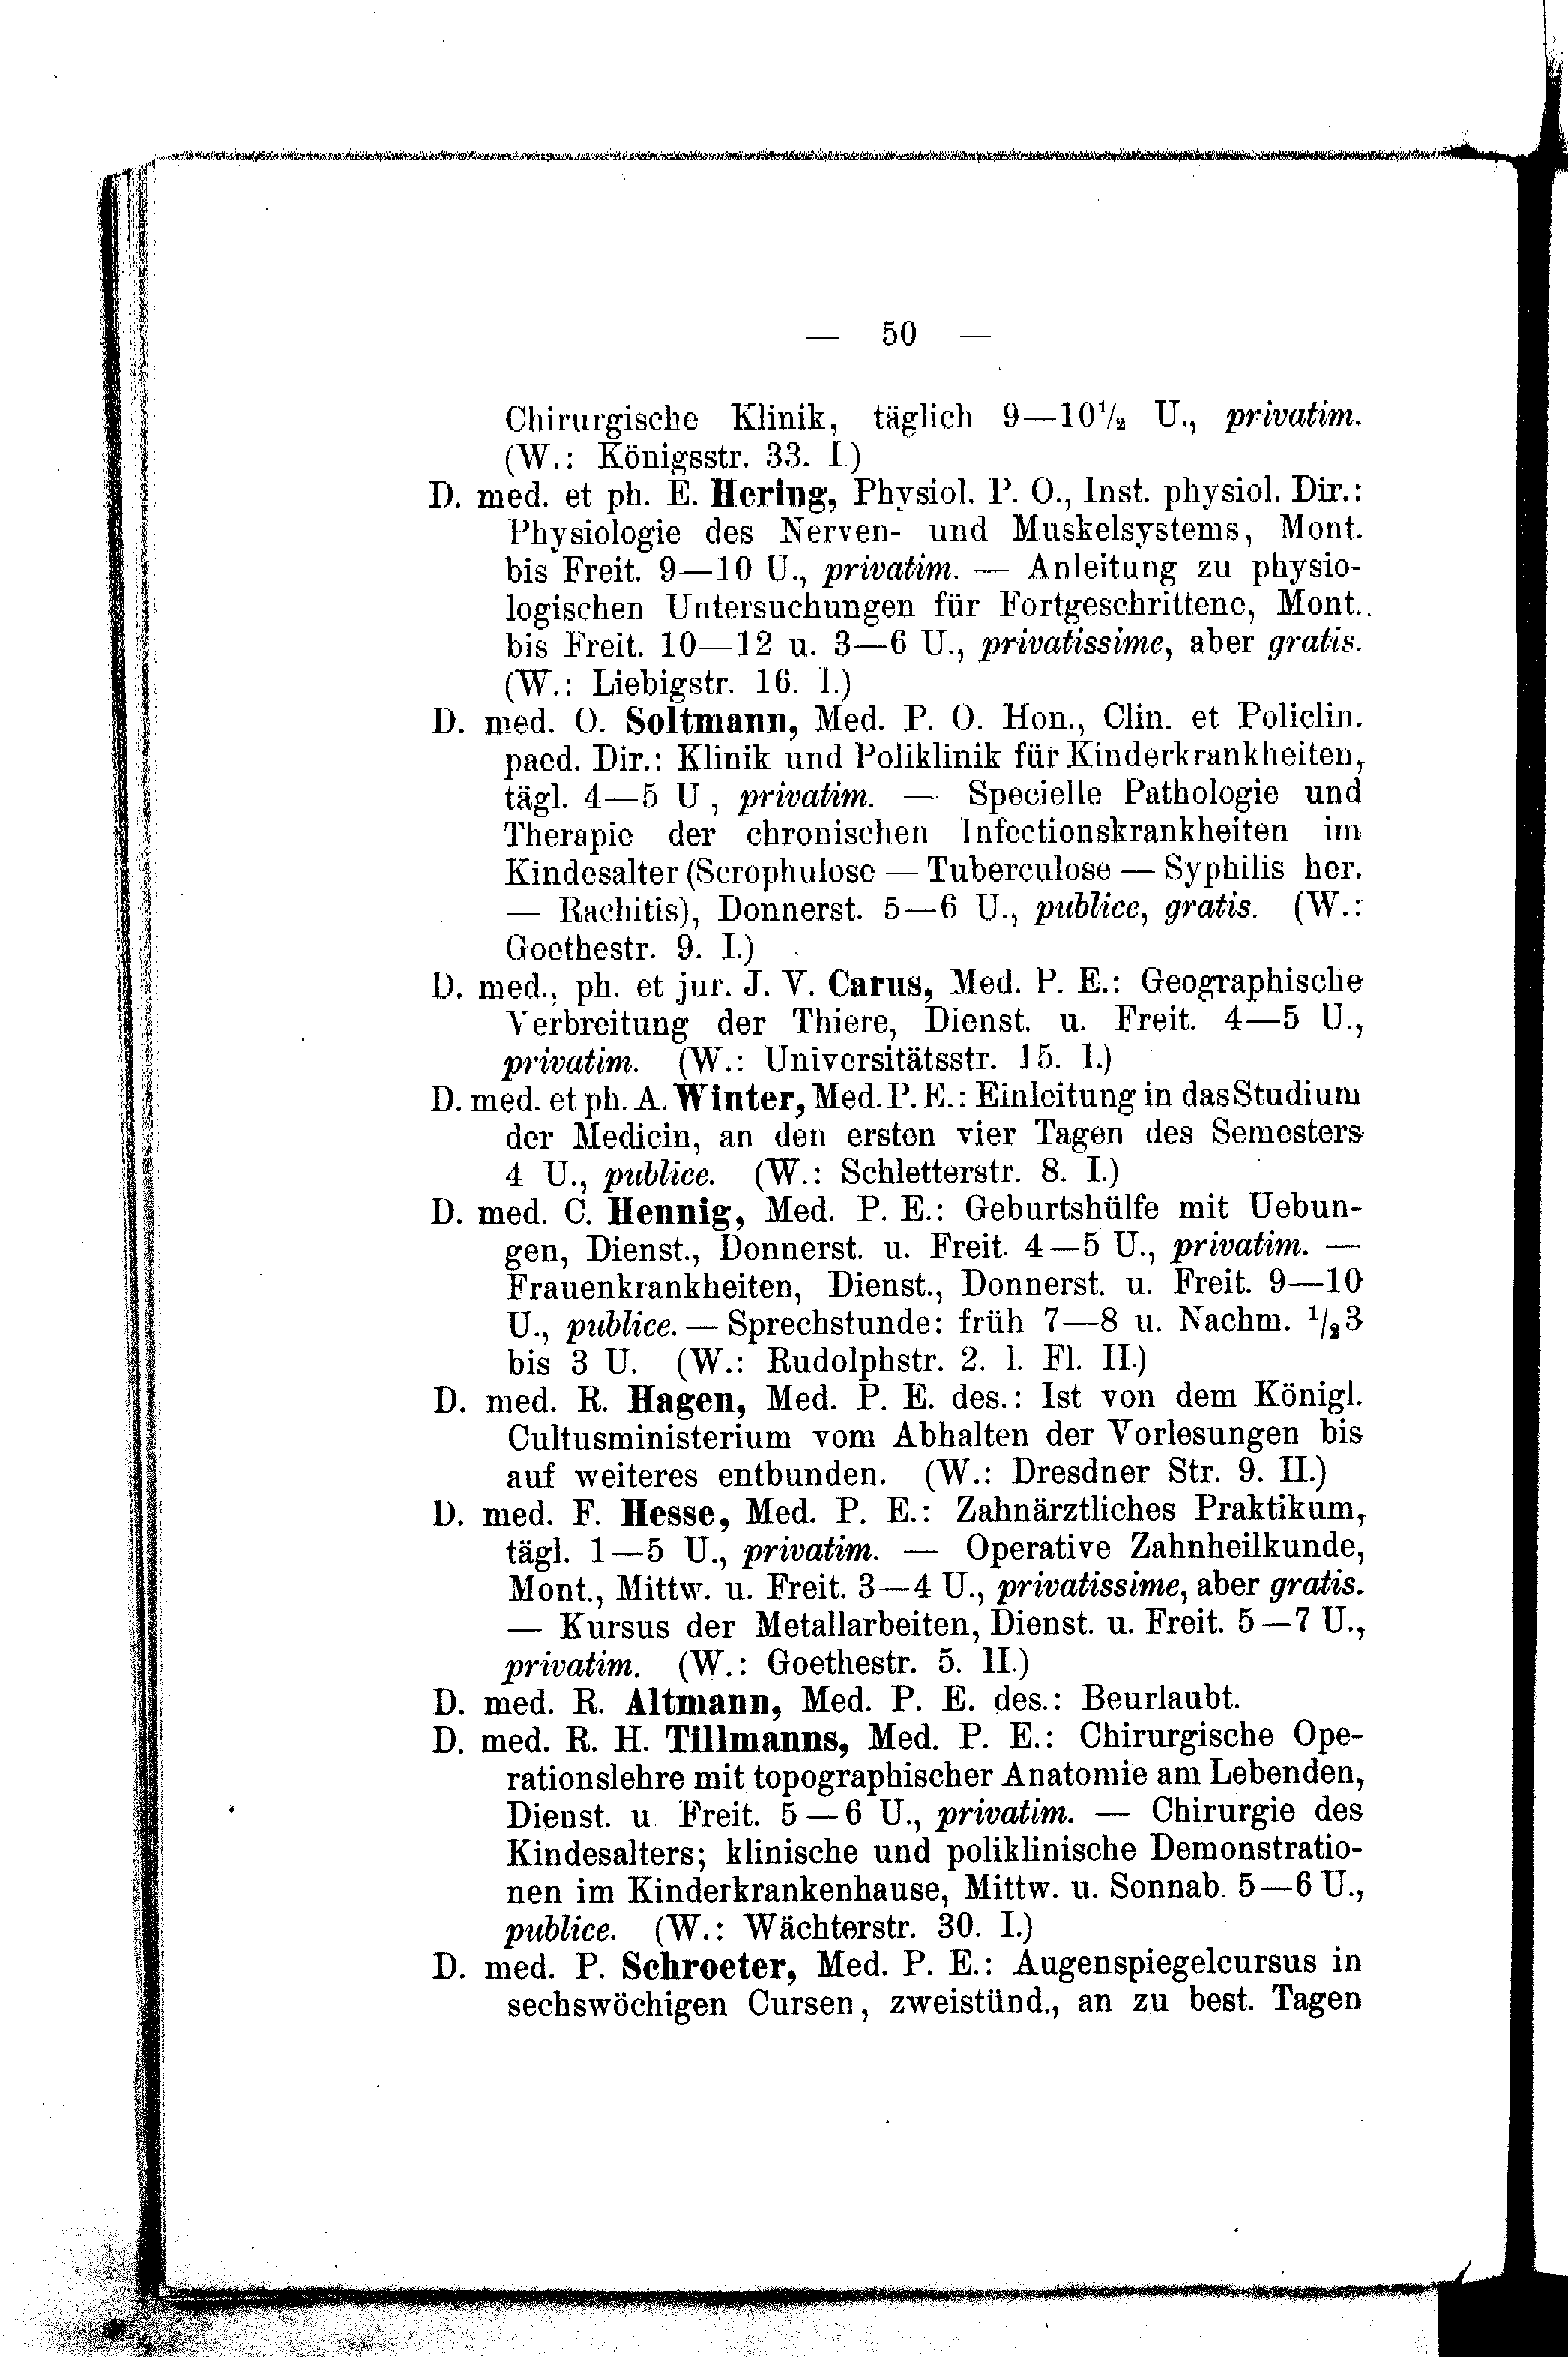 — 50 —
Chirurgische Klinik, täglich 9—10½ U., privatim.
(W.: Königsstr. 33. I)
D. med. et ph. E. Hering, Physiol. P. O., Inst. physiol. Dir.:
Physiologie des Nerven- und Muskelsystems, Mont.
bis Freit. 9—10 U., privatim. — Anleitung zu physio-
logischen Untersuchungen für Fortgeschrittene, Mont.
bis Freit. 10—12 u. 3—6 U., privatissime, aber gratis.
(W.: Liebigstr. 16. I.)
D. med. O. Soltmann, Med. P. O. Hon., Clin. et Policlin.
paed. Dir.: Klinik und Poliklinik für Kinderkrankheiten,
tägl. 4—5 U , privatim. — Specielle Pathologie und
Therapie der chronischen Infectionskrankheiten im
Kindesalter (Scrophulose — Tuberculose — Syphilis her.
— Rachitis), Donnerst. 5—6 U., publice, gratis. (W.:
Goethestr. 9. I.)
D. med., ph. et jur. J. V. Carus, Med. P. E.: Geographische
Verbreitung der Thiere, Dienst. u. Freit. 4—5 U.,
privatim. (W.: Universitätsstr. 15. I.)
D. med. et ph. A. Winter, Med. P. E.: Einleitung in das Studium
der Medicin, an den ersten vier Tagen des Semesters
4 U., publice. (W.: Schletterstr. 8. I.)
D. med. C. Hennig, Med. P. E.: Geburtshülfe mit Uebun-
gen, Dienst., Donnerst. u. Freit. 4—5 U., privatim. —
Frauenkrankheiten, Dienst., Donnerst. u. Freit. 9—10
U., publice. — Sprechstunde: früh 7—8 u. Nachm. ½3
bis 3 U. (W.: Rudolphstr. 2. l. Fl. II.)
D. med. R. Hagen, Med. P. E. des.: Ist von dem Königl.
Cultusministerium vom Abhalten der Vorlesungen bis
auf weiteres entbunden. (W.: Dresdner Str. 9. II.)
D. med. F. Hesse, Med. P. E.: Zahnärztliches Praktikum,
tägl. 1—5 U., privatim. — Operative Zahnheilkunde,
Mont., Mittw. u. Freit. 3—4 U., privatissime, aber gratis.
— Kursus der Metallarbeiten, Dienst. u. Freit. 5—7 U.,
privatim. (W.: Goethestr. 5. II.)
D. med. R. Altmann, Med. P. E. des.: Beurlaubt.
D. med. R. H. Tillmanns, Med. P. E.: Chirurgische Ope-
rationslehre mit topographischer Anatomie am Lebenden,
Dienst. u Freit. 5—6 U., privatim. — Chirurgie des
Kindesalters; klinische und poliklinische Demonstratio-
nen im Kinderkrankenhause, Mittw. u. Sonnab. 5—6 U.,
publice. (W.: Wächterstr. 30. I.)
D. med. P. Schroeter, Med. P. E.: Augenspiegelcursus in
sechswöchigen Cursen, zweistünd., an zu best. Tagen